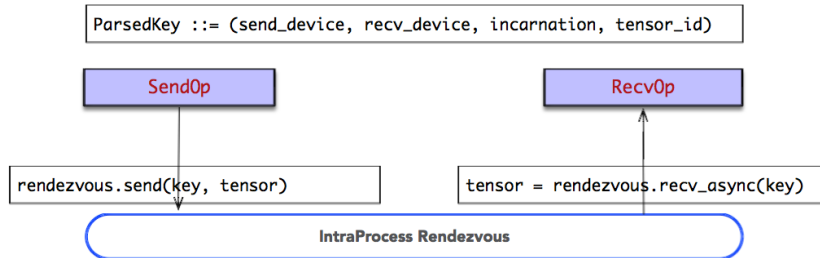 ParsedKey ::= (send_device, recv_device, incarnation, tensor_id)
SendOp
RecvOp
rendezvous.send(key, tensor)
tensor = rendezvous.recv_async(key)
IntraProcess Rendezvous